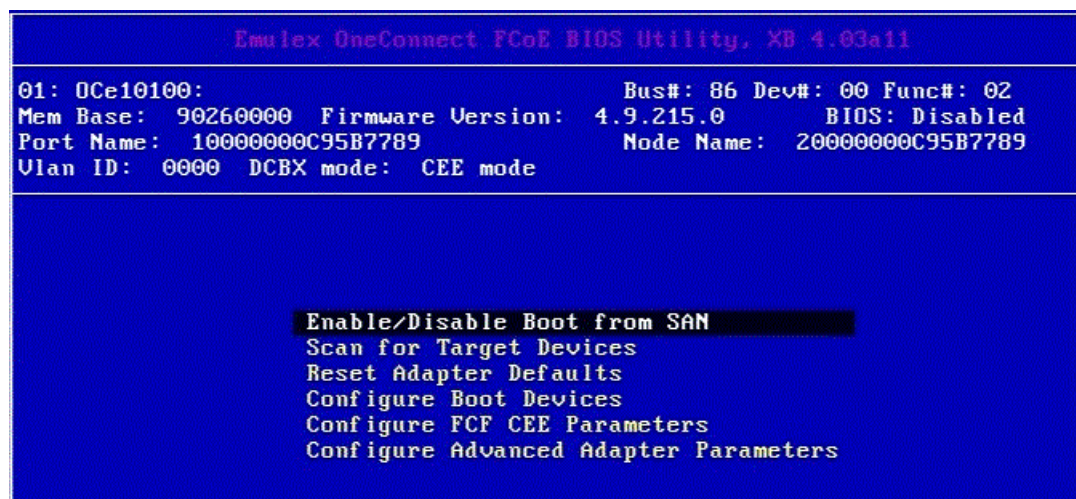 Emulex OneConnect FCoE BIOS Utility, XB 4.03a11
01: OCe10100: Bus#: 86 Dev#: 00 Func#: 02
Mem Base: 90260000 Firmware Version: 4.9.215.0 BIOS: Disabled
Port Name: 10000000C95B7789 Node Name: 20000000C95B7789
Vlan ID: 0000 DCBX mode: CEE mode
Enable/Disable Boot from SAN
Scan for Target Devices
Reset Adapter Defaults
Configure Boot Devices
Configure FCF CEE Parameters
Configure Advanced Adapter Parameters